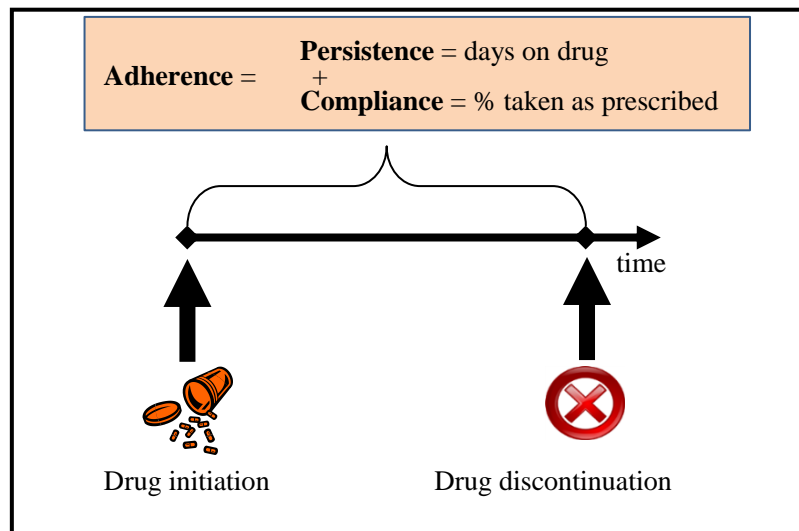 Persistence = days on drug
Adherence = +
Compliance = % taken as prescribed
time
Drug initiation
Drug discontinuation